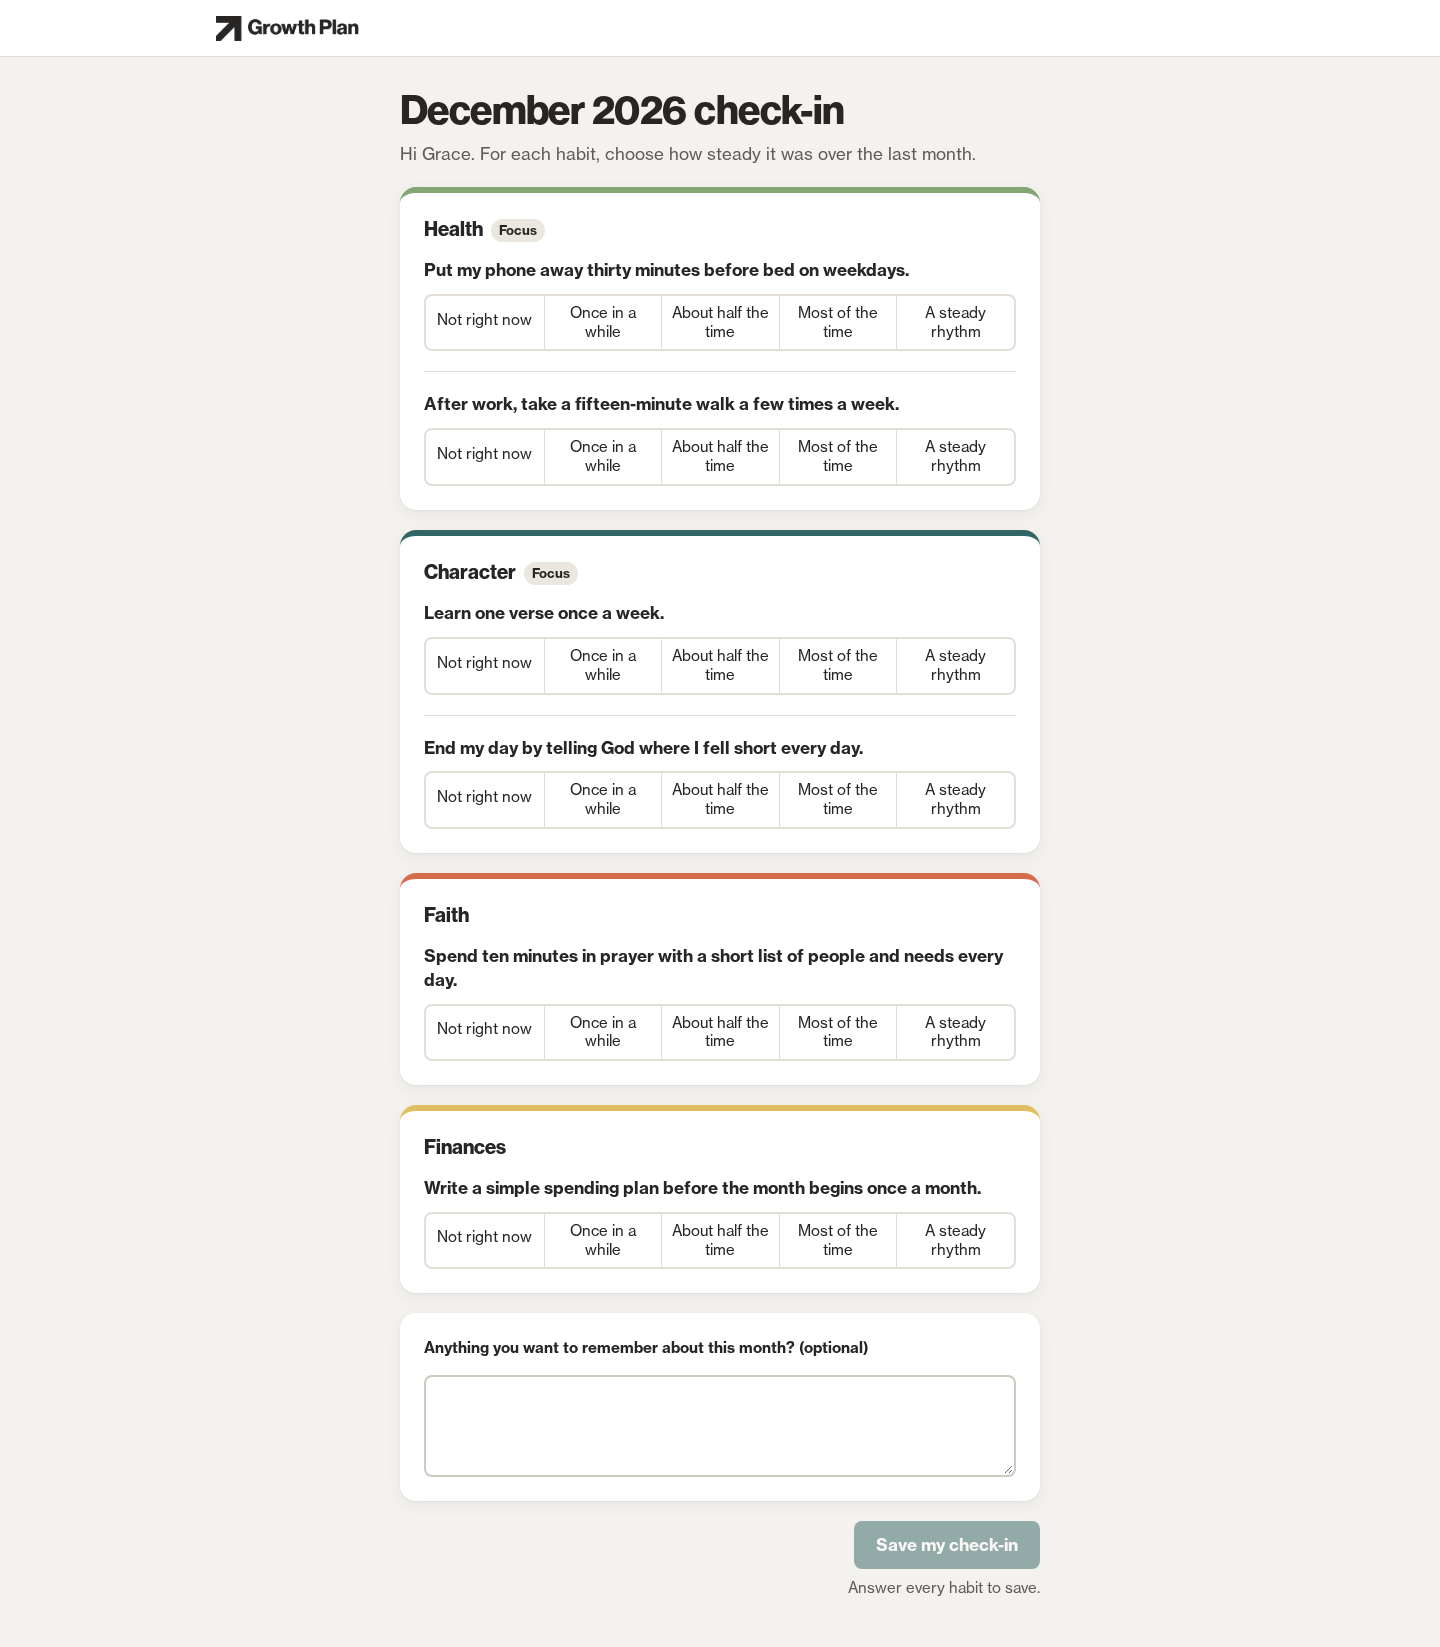 Growth Plan
December 2026 check-in
Hi Grace. For each habit, choose how steady it was over the last month.
Health Focus
Put my phone away thirty minutes before bed on weekdays.
Not right now
Once in a
while
About half the
time
Most of the
time
A steady
rhythm
After work, take a fifteen-minute walk a few times a week.
Not right now
Once in a
while
About half the
time
Most of the
time
A steady
rhythm
Character Focus
Learn one verse once a week.
Not right now
Once in a
while
About half the
time
Most of the
time
A steady
rhythm
End my day by telling God where I fell short every day.
Not right now
Once in a
while
About half the
time
Most of the
time
A steady
rhythm
Faith
Spend ten minutes in prayer with a short list of people and needs every
day.
Not right now
Once in a
while
About half the
time
Most of the
time
A steady
rhythm
Finances
Write a simple spending plan before the month begins once a month.
Not right now
Once in a
while
About half the
time
Most of the
time
A steady
rhythm
Anything you want to remember about this month? (optional)
Save my check-in
Answer every habit to save.